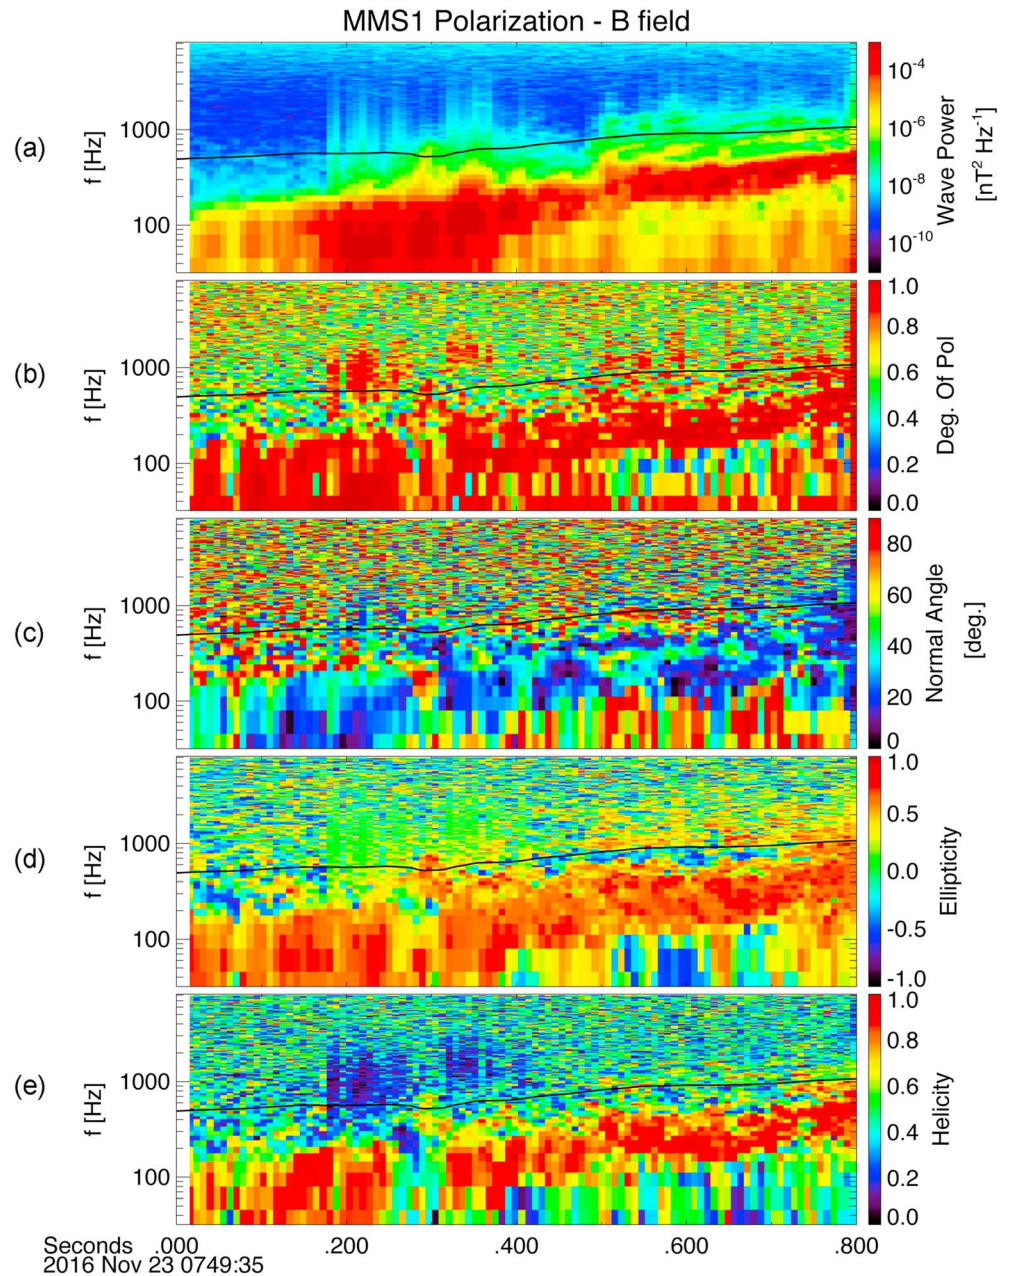 MMS1 Polarization - B field
(a)
f [Hz]
1000
100
10⁻⁴
10⁻⁶
10⁻⁸
10⁻¹⁰
Wave Power
[nT² Hz⁻¹]
(b)
f [Hz]
1000
100
1.0
0.8
0.6
0.4
0.2
0.0
Deg. Of Pol
(c)
f [Hz]
1000
100
80
60
40
20
0
Normal Angle
[deg.]
(d)
f [Hz]
1000
100
1.0
0.5
0.0
-0.5
-1.0
Ellipticity
(e)
f [Hz]
1000
100
1.0
0.8
0.6
0.4
0.2
0.0
Helicity
Seconds .000 .200 .400 .600 .800
2016 Nov 23 0749:35